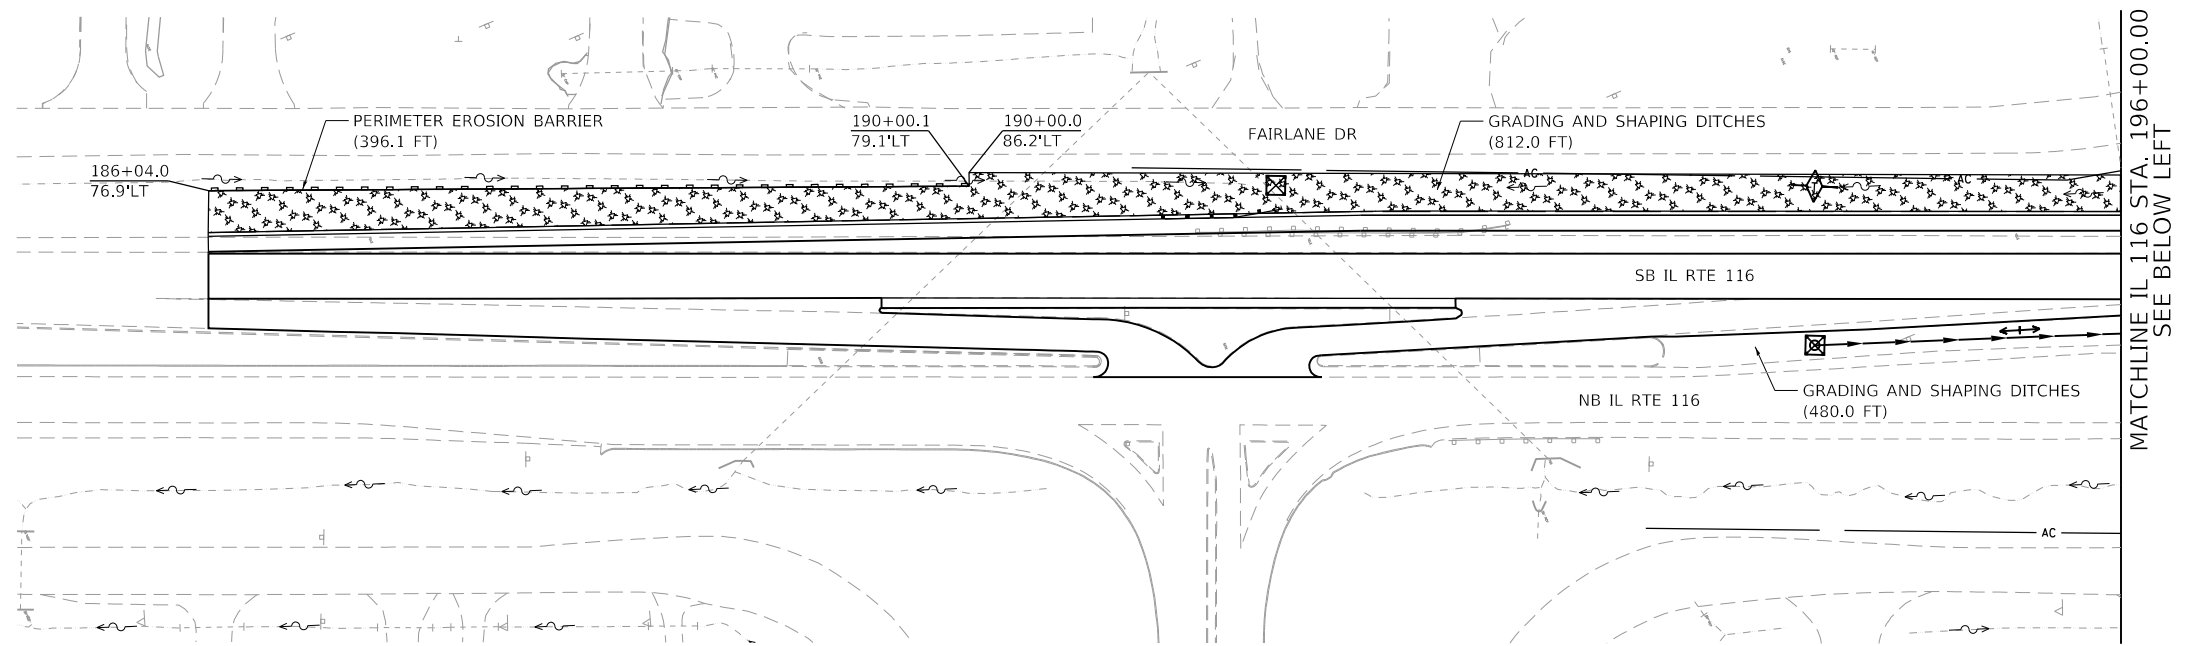 PERIMETER EROSION BARRIER
(396.1 FT)
190+00.1
79.1'LT
190+00.0
86.2'LT
FAIRLANE DR
GRADING AND SHAPING DITCHES
(812.0 FT)
186+04.0
76.9'LT
AC
AC
SB IL RTE 116
GRADING AND SHAPING DITCHES
(480.0 FT)
NB IL RTE 116
AC
MATCHLINE IL 116 STA. 196+00.00
SEE BELOW LEFT